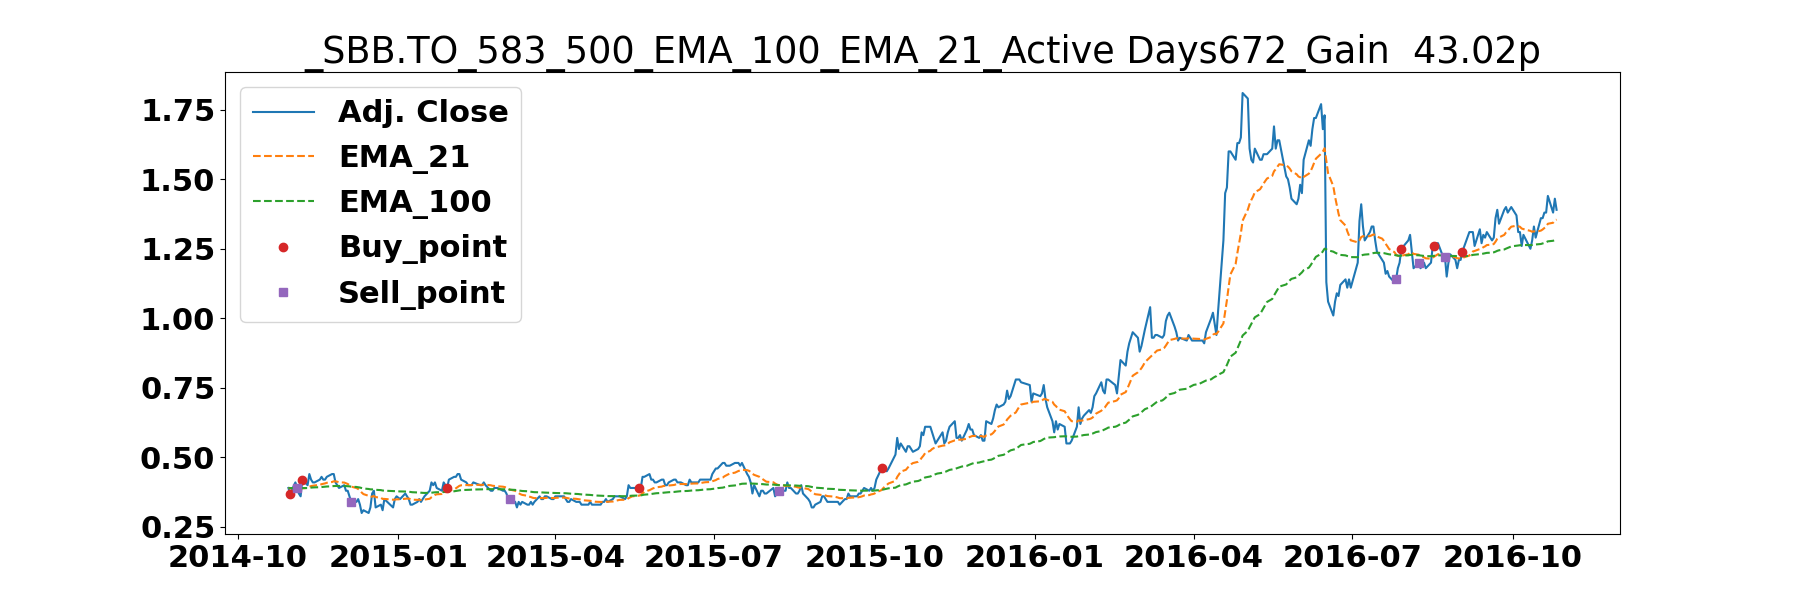 _SBB.TO_583_500_EMA_100_EMA_21_Active Days672_Gain  43.02p
Adj. Close
EMA_21
EMA_100
Buy_point
Sell_point
1.75
1.50
1.25
1.00
0.75
0.50
0.25
2014-10 2015-01 2015-04 2015-07 2015-10 2016-01 2016-04 2016-07 2016-10